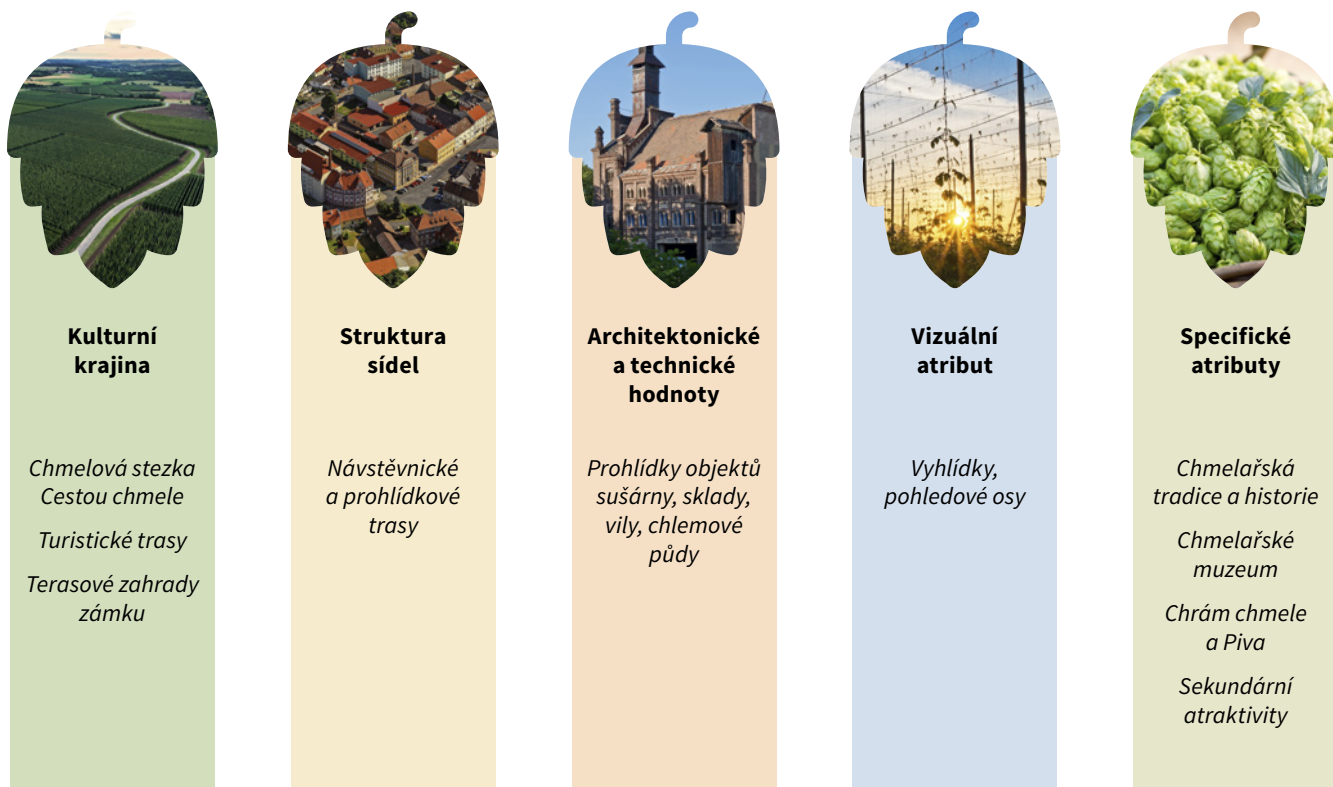 Kulturní
krajina
Chmelová stezka
Cestou chmele
Turistické trasy
Terasové zahrady
zámku
Struktura
sídel
Návstěvnické
a prohlídkové
trasy
Architektonické
a technické
hodnoty
Prohlídky objektů
sušárny, sklady,
vily, chlemové
půdy
Vizuální
atribut
Vyhlídky,
pohledové osy
Specifické
atributy
Chmelařská
tradice a historie
Chmelařské
muzeum
Chrám chmele
a Piva
Sekundární
atraktivity